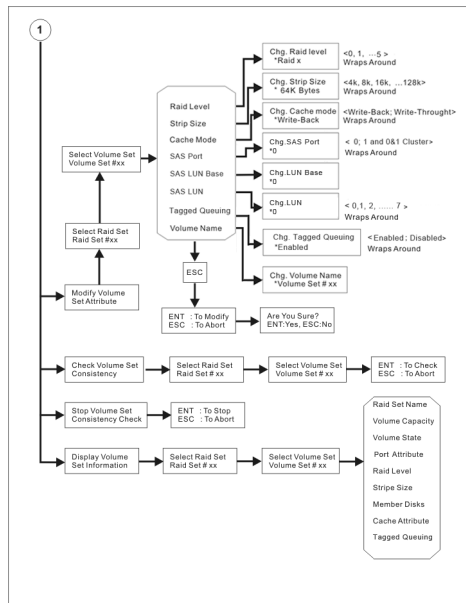 1
Chg. Raid level
*Raid x
<0, 1, ...5 >
Wraps Around
Chg. Strip Size
* 64K Bytes
<4k, 8k, 16k, ...128k>
Wraps Around
Chg. Cache mode
*Write-Back
<Write-Back; Write-Throught>
Wraps Around
Chg.SAS Port
*0
< 0; 1 and 0&1 Cluster>
Wraps Around
Chg.LUN Base
*0
Chg.LUN
*0
< 0,1, 2, ...... 7 >
Wraps Around
Chg. Tagged Queuing
*Enabled
<Enabled; Disabled>
Wraps Around
Chg. Volume Name
*Volume Set # xx
Raid Level
Strip Size
Cache Mode
SAS Port
SAS LUN Base
SAS LUN
Tagged Queuing
Volume Name
Select Volume Set
Volume Set #xx
Select Raid Set
Raid Set #xx
Modify Volume
Set Attribute
ESC
ENT : To Modify
ESC : To Abort
Are You Sure?
ENT:Yes, ESC:No
Check Volume Set
Consistency
Select Raid Set
Raid Set # xx
Select Volume Set
Volume Set # xx
ENT : To Check
ESC : To Abort
Stop Volume Set
Consistency Check
ENT : To Stop
ESC : To Abort
Display Volume
Set Information
Select Raid Set
Raid Set # xx
Select Volume Set
Volume Set # xx
Raid Set Name
Volume Capacity
Volume State
Port Attribute
Raid Level
Stripe Size
Member Disks
Cache Attribute
Tagged Queuing